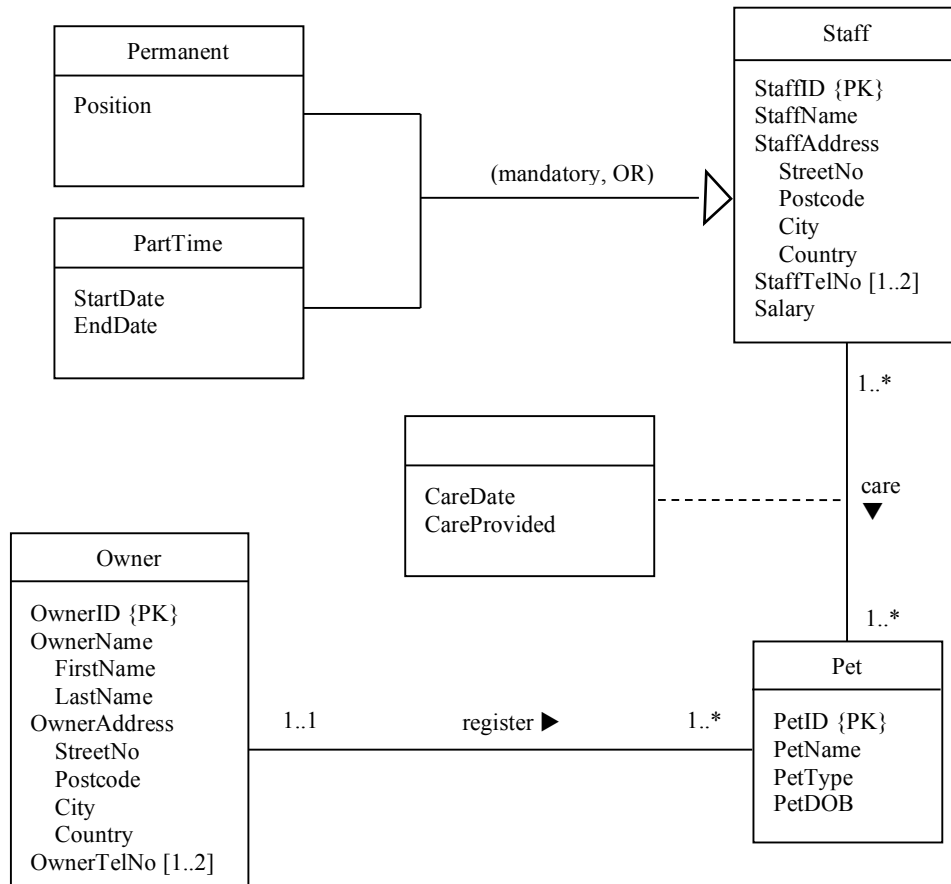 Permanent
Position
PartTime
StartDate
EndDate
(mandatory, OR)
Staff
StaffID {PK}
StaffName
StaffAddress
StreetNo
Postcode
City
Country
StaffTelNo [1..2]
Salary
1..*
care
▼
1..*
CareDate
CareProvided
Owner
OwnerID {PK}
OwnerName
FirstName
LastName
OwnerAddress
StreetNo
Postcode
City
Country
OwnerTelNo [1..2]
1..1
register ▶
1..*
Pet
PetID {PK}
PetName
PetType
PetDOB